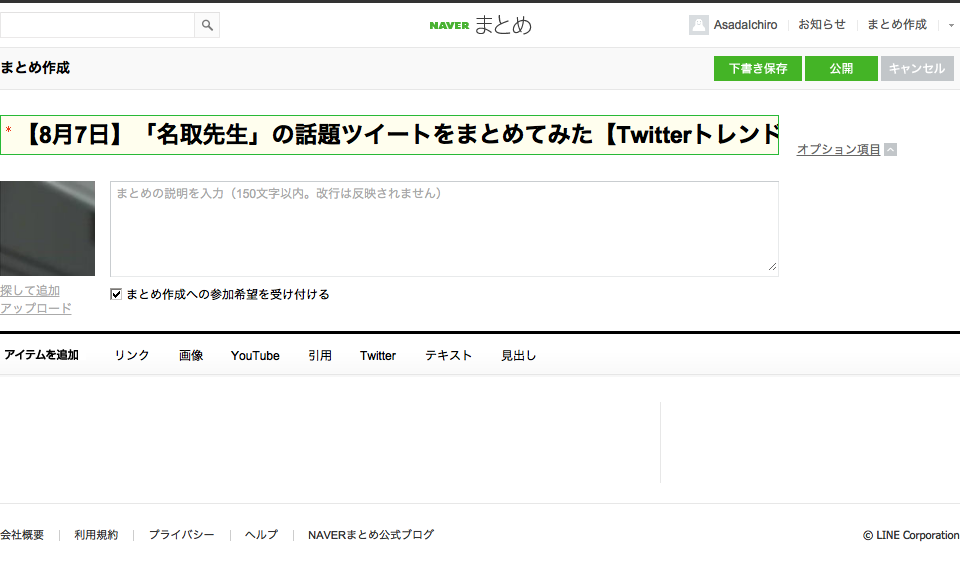 NAVER まとめ
AsadaIchiro
お知らせ
まとめ作成
まとめ作成
下書き保存
公開
キャンセル
* 【8月7日】「名取先生」の話題ツイートをまとめてみた【Twitterトレンド
オプション項目
まとめの説明を入力（150文字以内。改行は反映されません）
探して追加
アップロード
まとめ作成への参加希望を受け付ける
アイテムを追加 リンク 画像 YouTube 引用 Twitter テキスト 見出し
会社概要 利用規約 プライバシー ヘルプ NAVERまとめ公式ブログ
© LINE Corporation